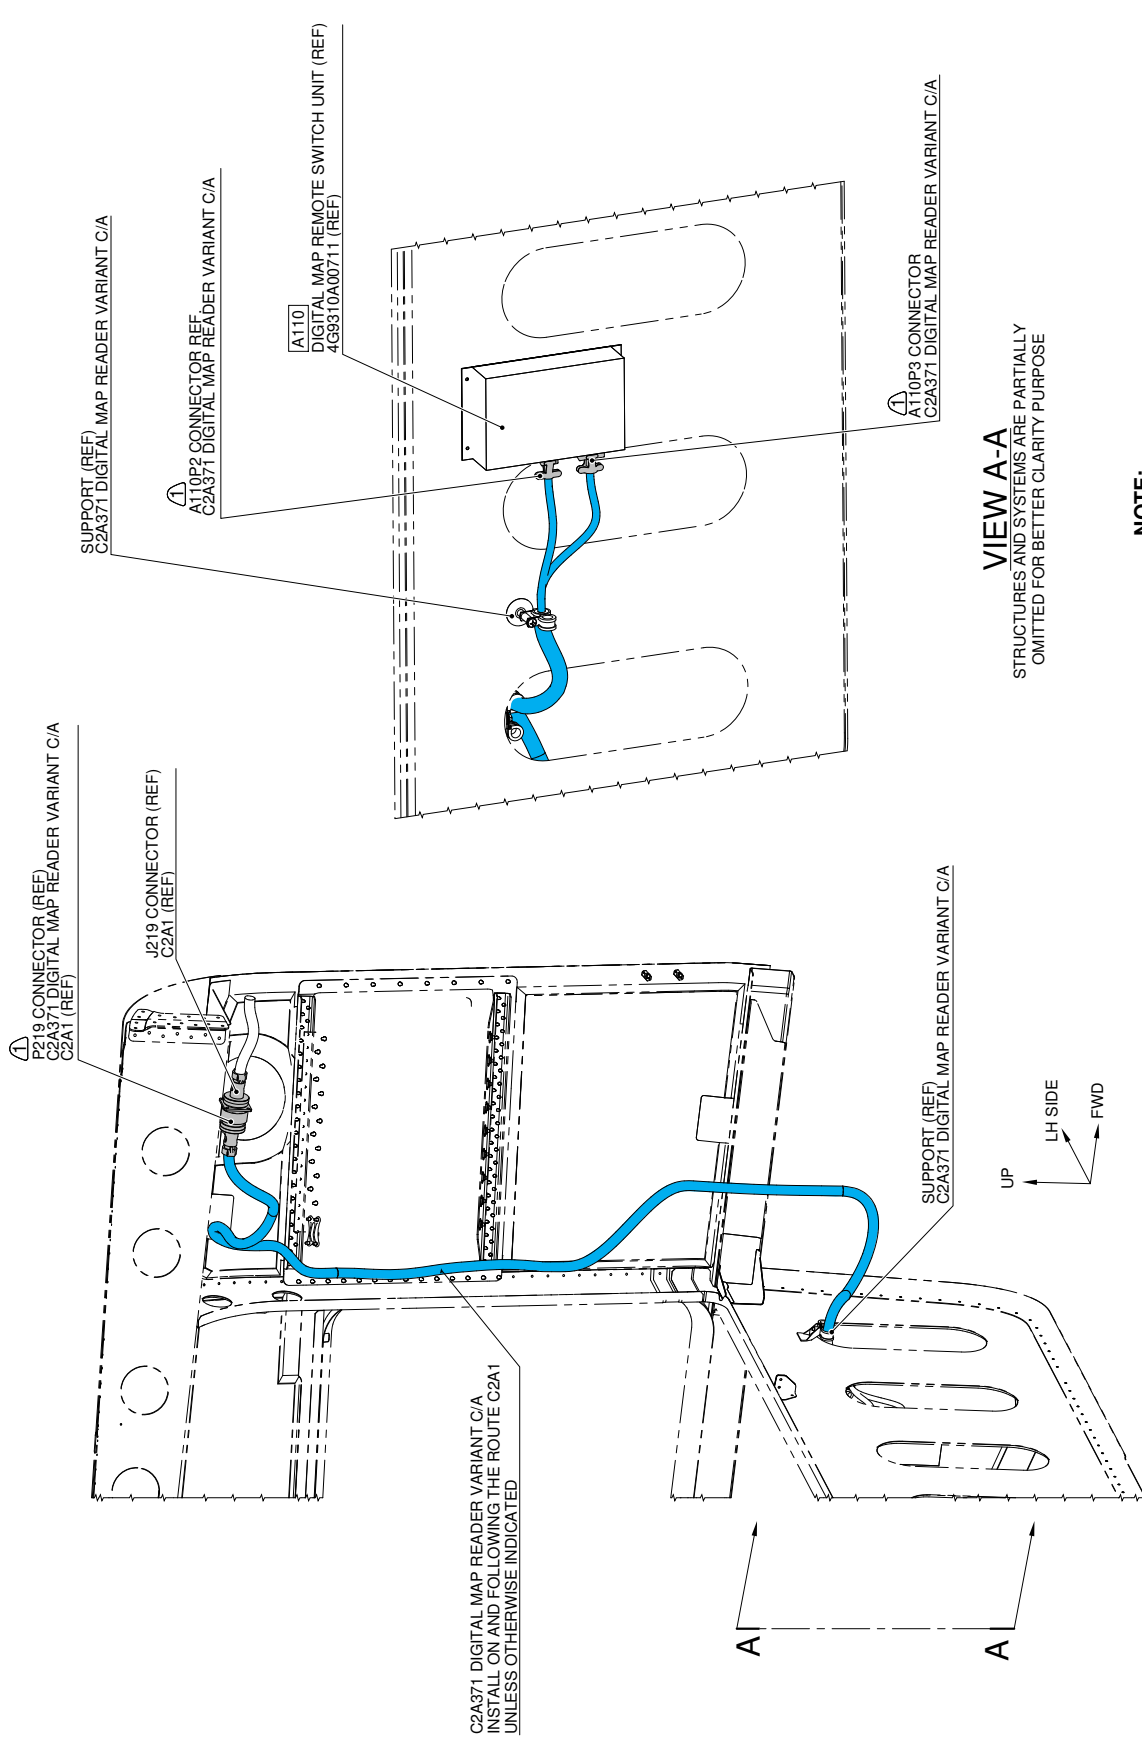 1
P219 CONNECTOR (REF)
C2A371 DIGITAL MAP READER VARIANT C/A
C2A1 (REF)
J219 CONNECTOR (REF)
C2A1 (REF)
C2A371 DIGITAL MAP READER VARIANT C/A
INSTALL ON AND FOLLOWING THE ROUTE C2A1
UNLESS OTHERWISE INDICATED
SUPPORT (REF)
C2A371 DIGITAL MAP READER VARIANT C/A
A
A
UP
LH SIDE
FWD
SUPPORT (REF)
C2A371 DIGITAL MAP READER VARIANT C/A
1
A110P2 CONNECTOR REF.
C2A371 DIGITAL MAP READER VARIANT C/A
A110
DIGITAL MAP REMOTE SWITCH UNIT (REF)
4G9310A00711 (REF)
1
A110P3 CONNECTOR
C2A371 DIGITAL MAP READER VARIANT C/A
VIEW A-A
STRUCTURES AND SYSTEMS ARE PARTIALLY
OMITTED FOR BETTER CLARITY PURPOSE
NOTE: